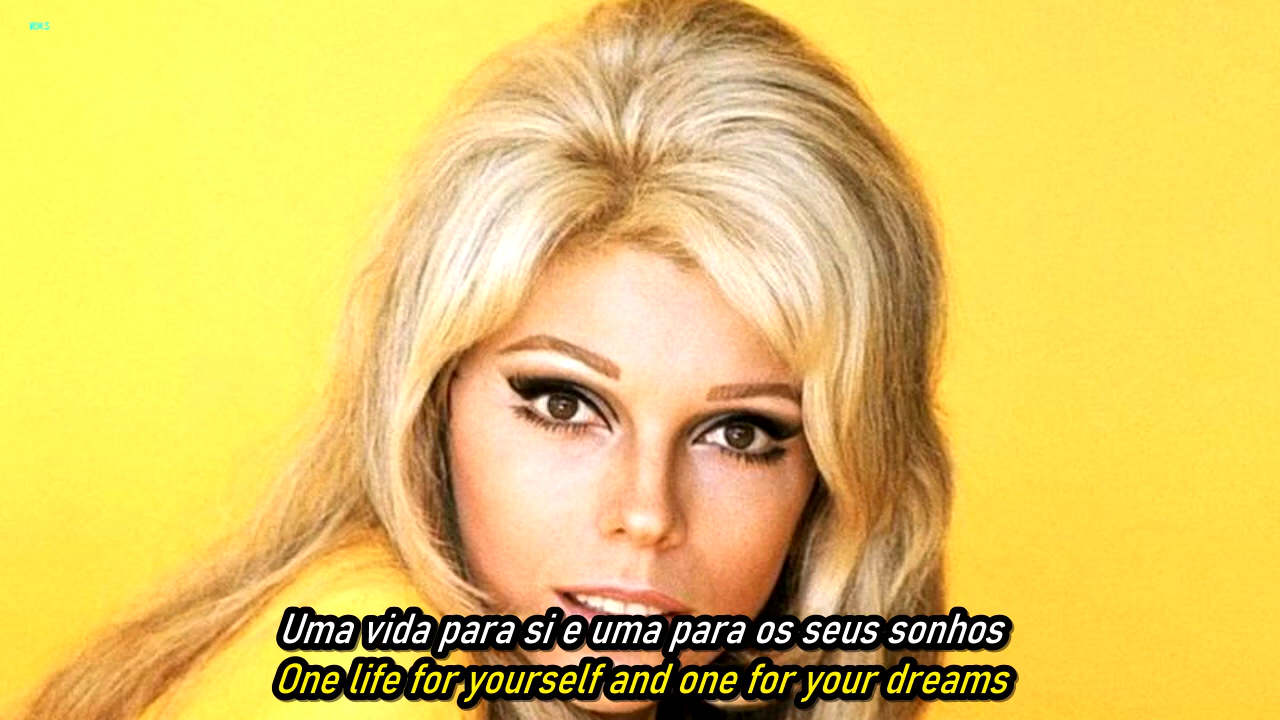 Uma vida para si e uma para os seus sonhos
One life for yourself and one for your dreams